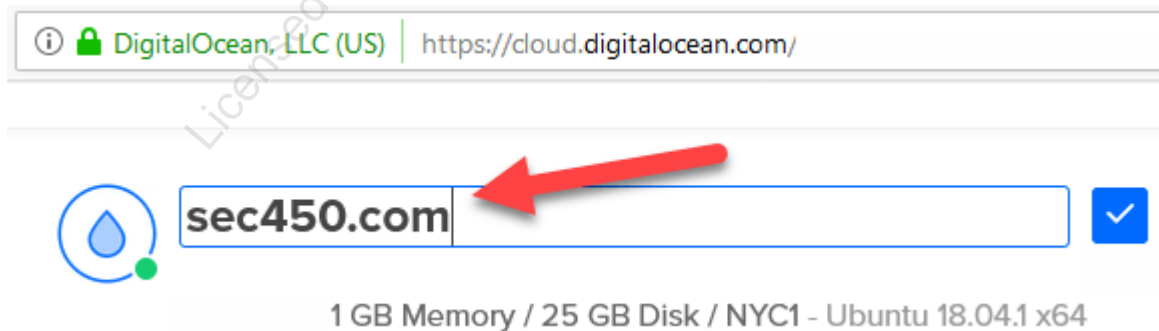 DigitalOcean, LLC (US) https://cloud.digitalocean.com/
Licensed
sec450.com
1 GB Memory / 25 GB Disk / NYC1 - Ubuntu 18.04.1 x64